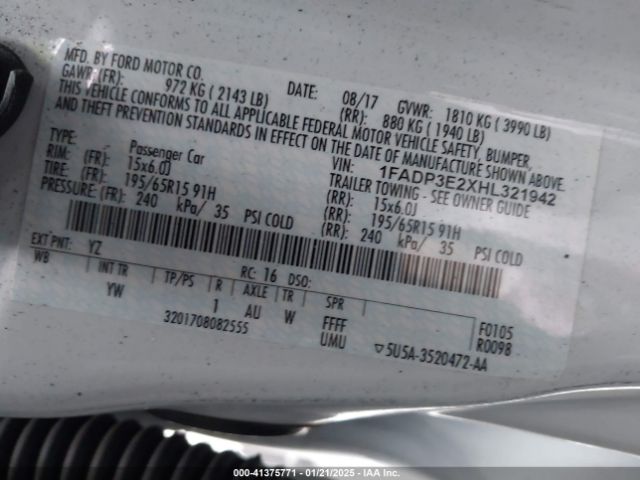 MFD. BY FORD MOTOR CO.
DATE: 08/17 GVWR: 1810 KG ( 3990 LB)
GAWR: (FR): 972 KG ( 2143 LB) (RR): 880 KG ( 1940 LB)
THIS VEHICLE CONFORMS TO ALL APPLICABLE FEDERAL MOTOR VEHICLE SAFETY, BUMPER,
AND THEFT PREVENTION STANDARDS IN EFFECT ON THE DATE OF MANUFACTURE SHOWN ABOVE.
VIN: 1FADP3E2XHL321942
TYPE: Passenger Car TRAILER TOWING - SEE OWNER GUIDE
RIM: (FR): 15x6.0J (RR): 15x6.0J
TIRE: (FR): 195/65R15 91H (RR): 195/65R15 91H
PRESSURE: (FR): 240 kPa/ 35 PSI COLD (RR): 240 kPa/ 35 PSI COLD
EXT PNT: YZ RC: 16 DSO:
WB INT TR TP/PS R AXLE TR SPR
YW 1 AU W FFFF F0105
3201708082555 UMU R0098
5U5A-3520472-AA
000-41375771 - 01/21/2025 - IAA Inc.